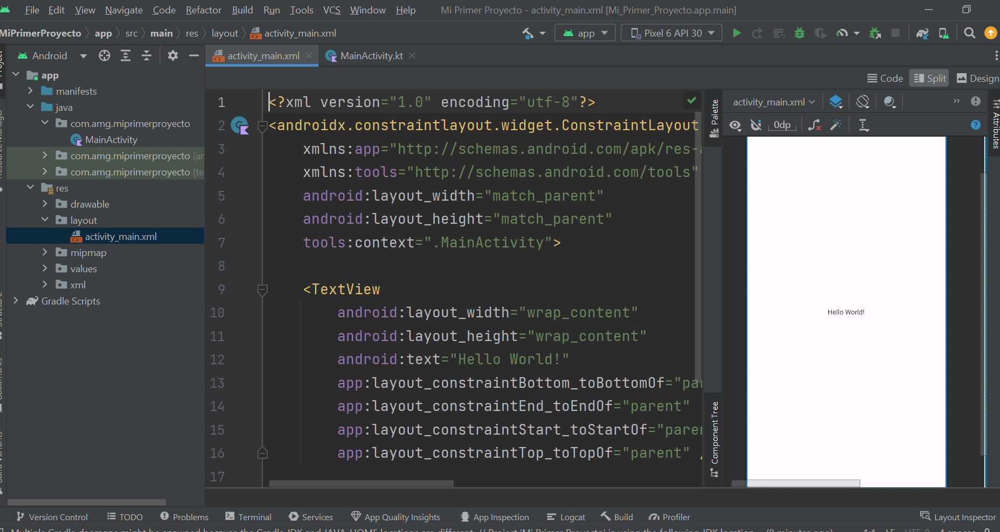 File Edit View Navigate Code Refactor Build Run Tools VCS Window Help Mi Primer Proyecto - activity_main.xml [Mi_Primer_Proyecto.app.main]
MiPrimerProyecto app src main res layout activity_main.xml app Pixel 6 API 30
Android
activity_main.xml MainActivity.kt
Code Split Design
app
manifests
java
com.amg.miprimerproyecto
MainActivity
com.amg.miprimerproyecto (an
com.amg.miprimerproyecto (te
res
drawable
layout
activity_main.xml
mipmap
values
xml
Gradle Scripts
1 <?xml version="1.0" encoding="utf-8"?>
2 <androidx.constraintlayout.widget.ConstraintLayout
3 xmlns:app="http://schemas.android.com/apk/res-a
4 xmlns:tools="http://schemas.android.com/tools"
5 android:layout_width="match_parent"
6 android:layout_height="match_parent"
7 tools:context=".MainActivity">
8
9 <TextView
10 android:layout_width="wrap_content"
11 android:layout_height="wrap_content"
12 android:text="Hello World!"
13 app:layout_constraintBottom_toBottomOf="par
14 app:layout_constraintEnd_toEndOf="parent"
15 app:layout_constraintStart_toStartOf="paren
16 app:layout_constraintTop_toTopOf="parent" /
17
Palette
Component Tree
activity_main.xml
0dp
Attributes
Hello World!
Version Control TODO Problems Terminal Services App Quality Insights App Inspection Logcat Build Profiler Layout Inspector